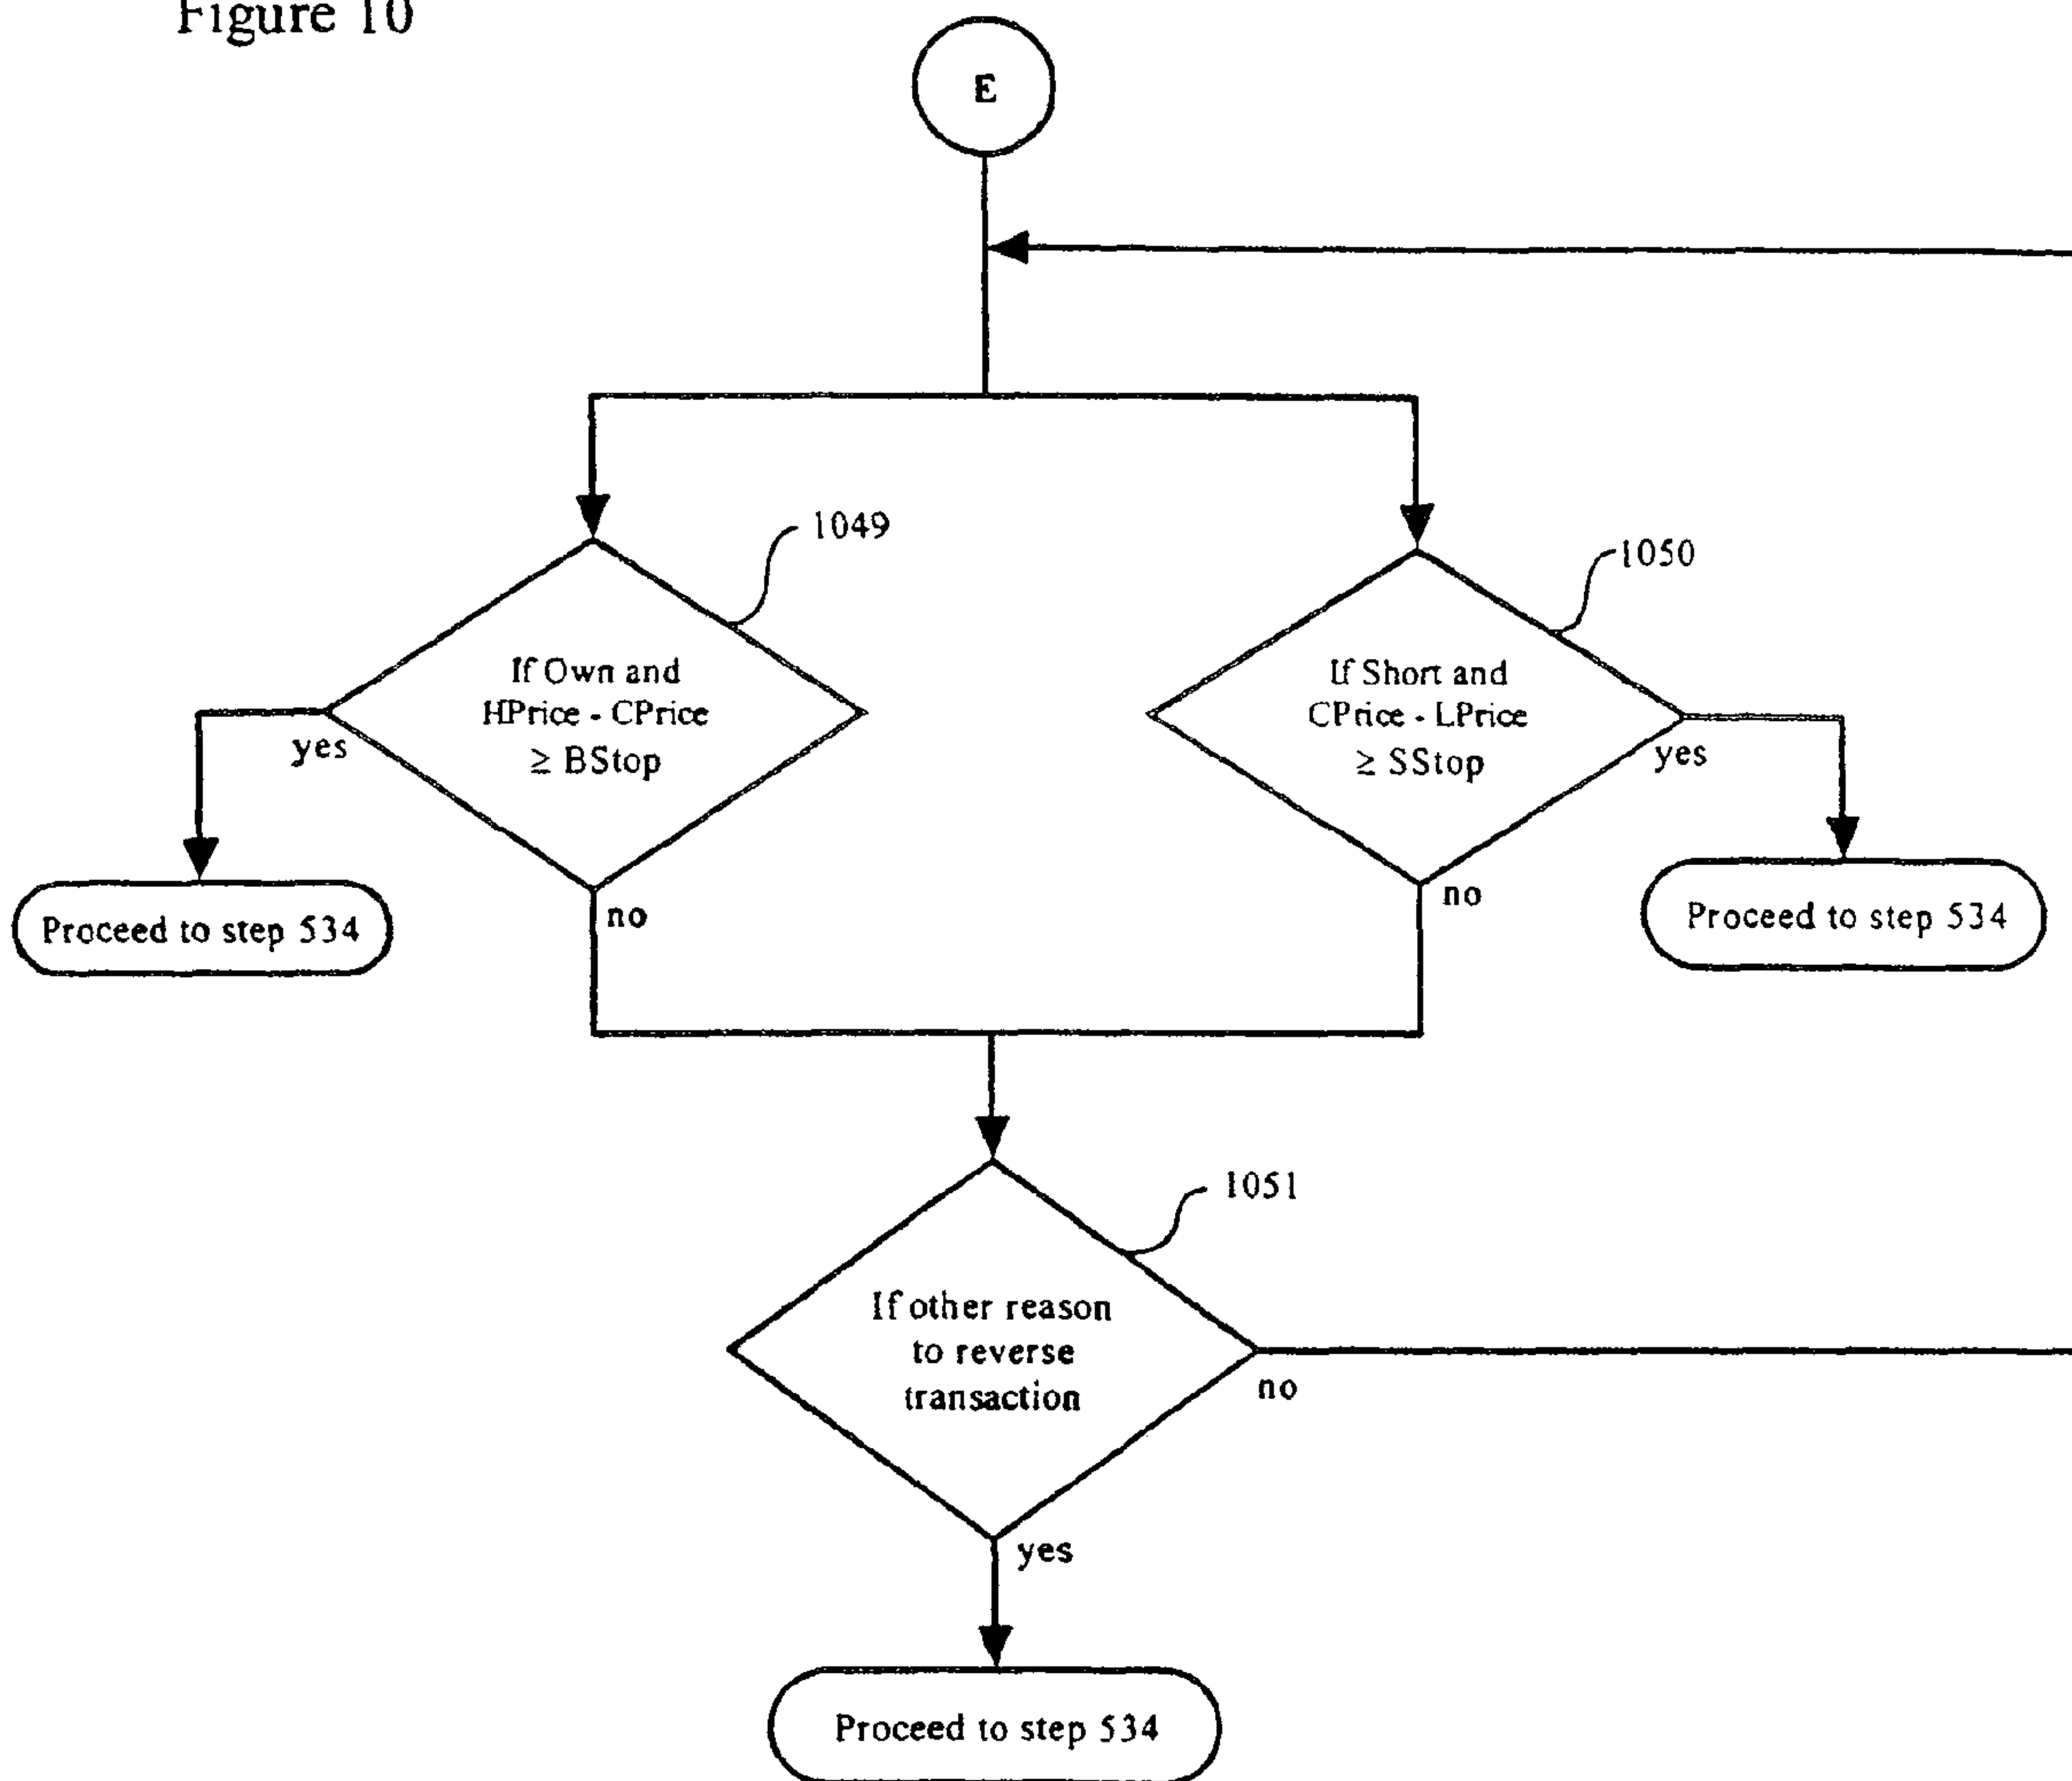 Figure 10
E
1049
1050
If Own and
HPrice - CPrice
≥ BStop
If Short and
CPrice - LPrice
≥ SStop
yes
yes
no
no
Proceed to step 534
Proceed to step 534
1051
If other reason
to reverse
transaction
no
yes
Proceed to step 534